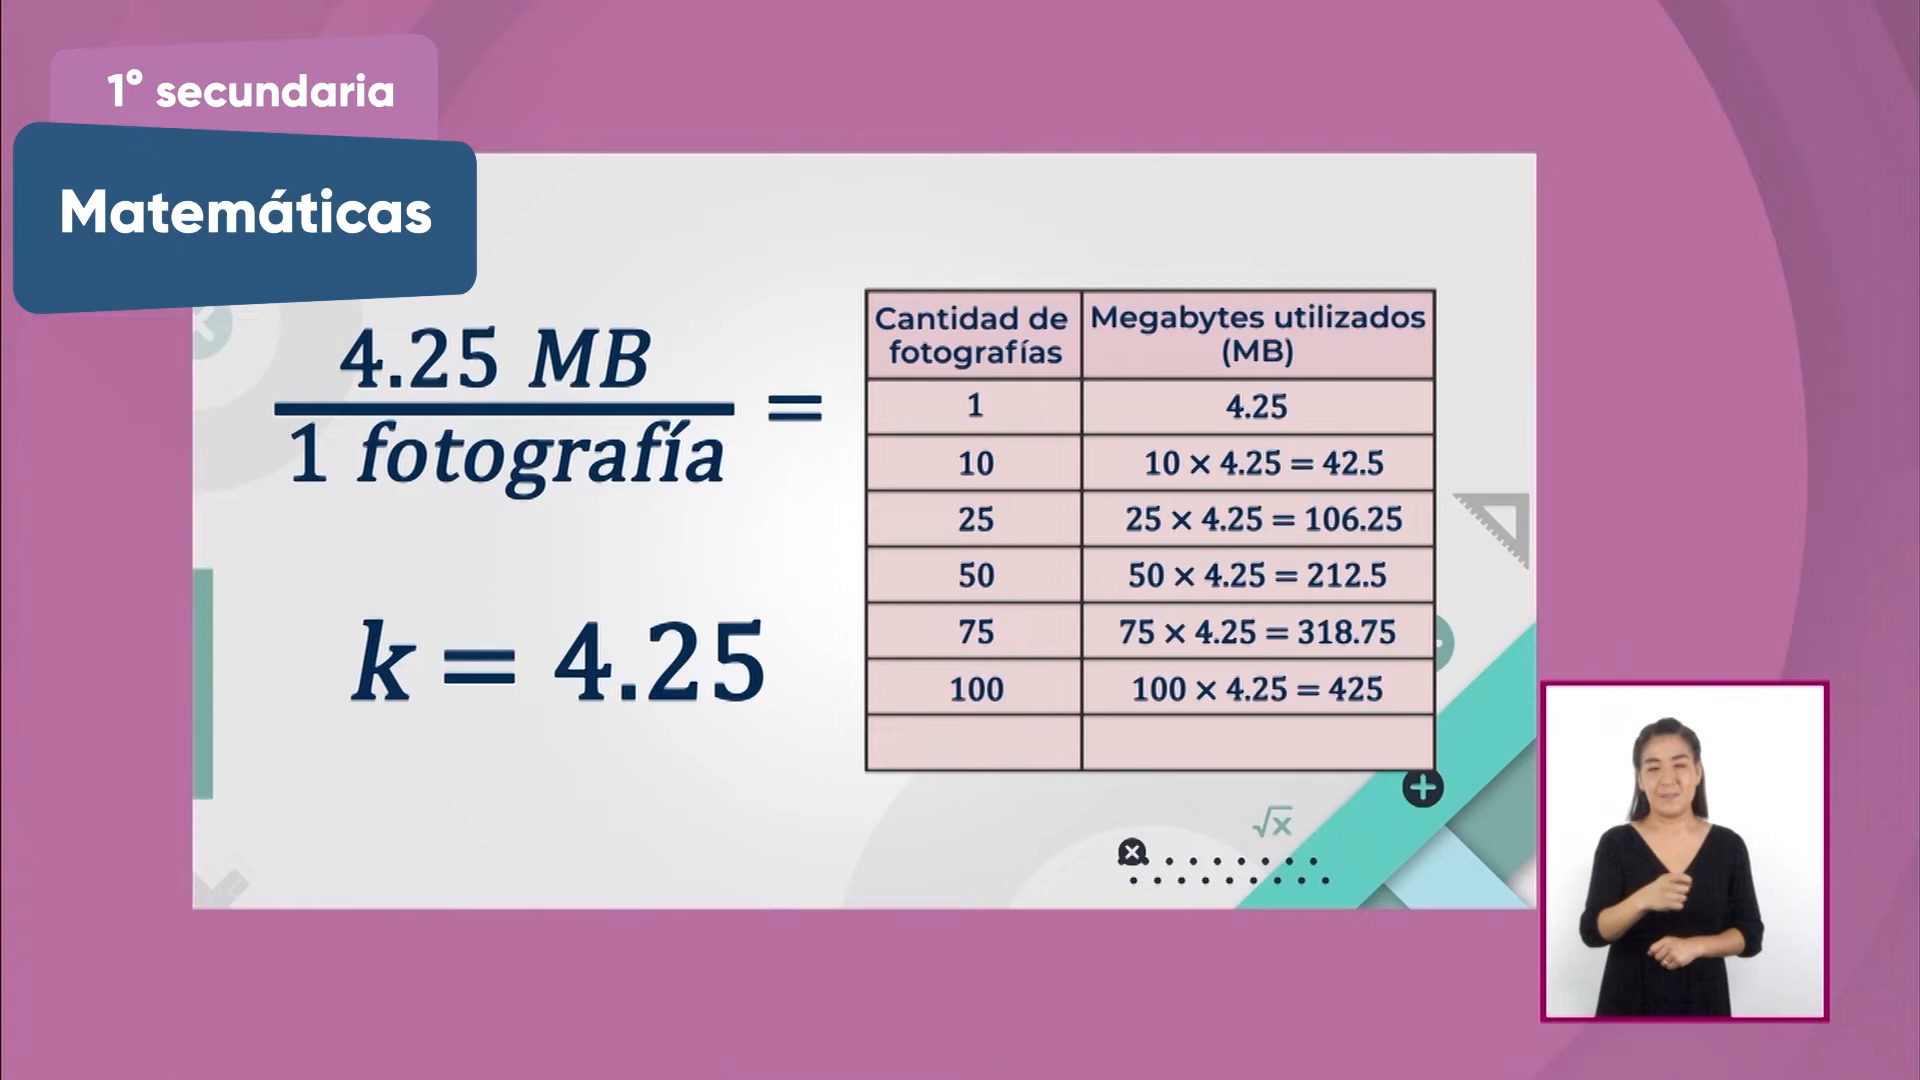 1° secundaria
Matemáticas
4.25 MB
1 fotografía
=
k = 4.25
Cantidad de fotografías
Megabytes utilizados (MB)
1 4.25
10 10 × 4.25 = 42.5
25 25 × 4.25 = 106.25
50 50 × 4.25 = 212.5
75 75 × 4.25 = 318.75
100 100 × 4.25 = 425
√x